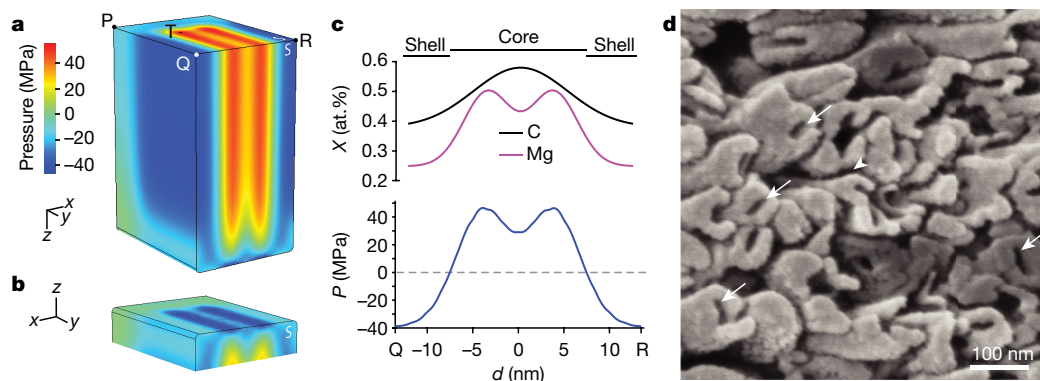 a
P
T
R
S
Q
Pressure (MPa)
40
20
0
−20
−40
x
y
z
b
z
x
y
S
c
Shell
Core
Shell
X (at.%)
0.6
0.5
0.4
0.3
0.2
C
Mg
P (MPa)
40
20
0
−20
−40
Q −10 −5 0 5 10 R
d (nm)
d
100 nm